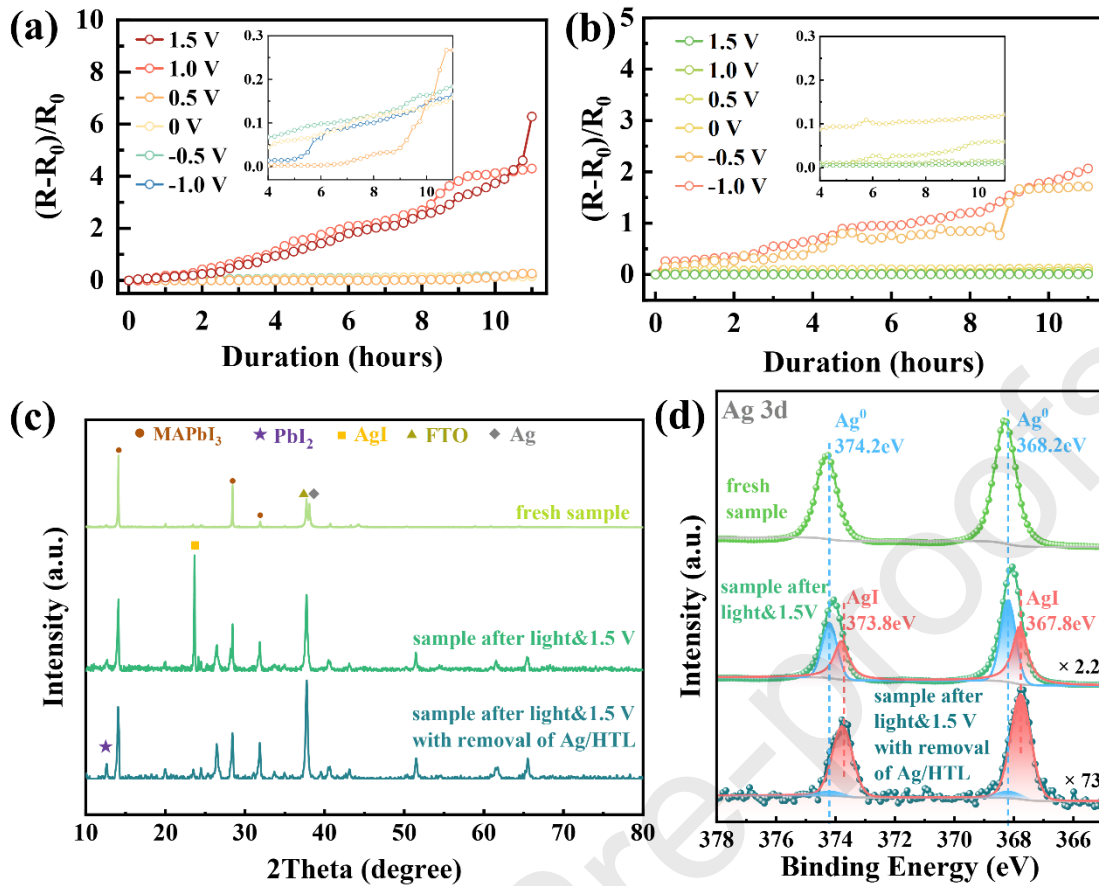 (a)
10
8
6
4
2
0
(R-R₀)/R₀
1.5 V
1.0 V
0.5 V
0 V
-0.5 V
-1.0 V
0.3
0.2
0.1
0.0
4 6 8 10
0 2 4 6 8 10
Duration (hours)
(b)
5
4
3
2
1
0
(R-R₀)/R₀
1.5 V
1.0 V
0.5 V
0 V
-0.5 V
-1.0 V
0.3
0.2
0.1
0.0
4 6 8 10
0 2 4 6 8 10
Duration (hours)
(c)
MAPbI₃
PbI₂
AgI
FTO
Ag
fresh sample
sample after light&1.5 V
sample after
light&1.5 V
with removal of Ag/HTL
Intensity (a.u.)
10 20 30 40 50 60 70 80
2Theta (degree)
(d)
Ag 3d
Ag⁰
374.2eV
Ag⁰
368.2eV
fresh
sample
sample after
light&1.5V
AgI
373.8eV
AgI
367.8eV
× 2.2
sample after
light&1.5 V
with removal
of Ag/HTL
× 73
Intensity (a.u.)
378 376 374 372 370 368 366
Binding Energy (eV)
re-proofs